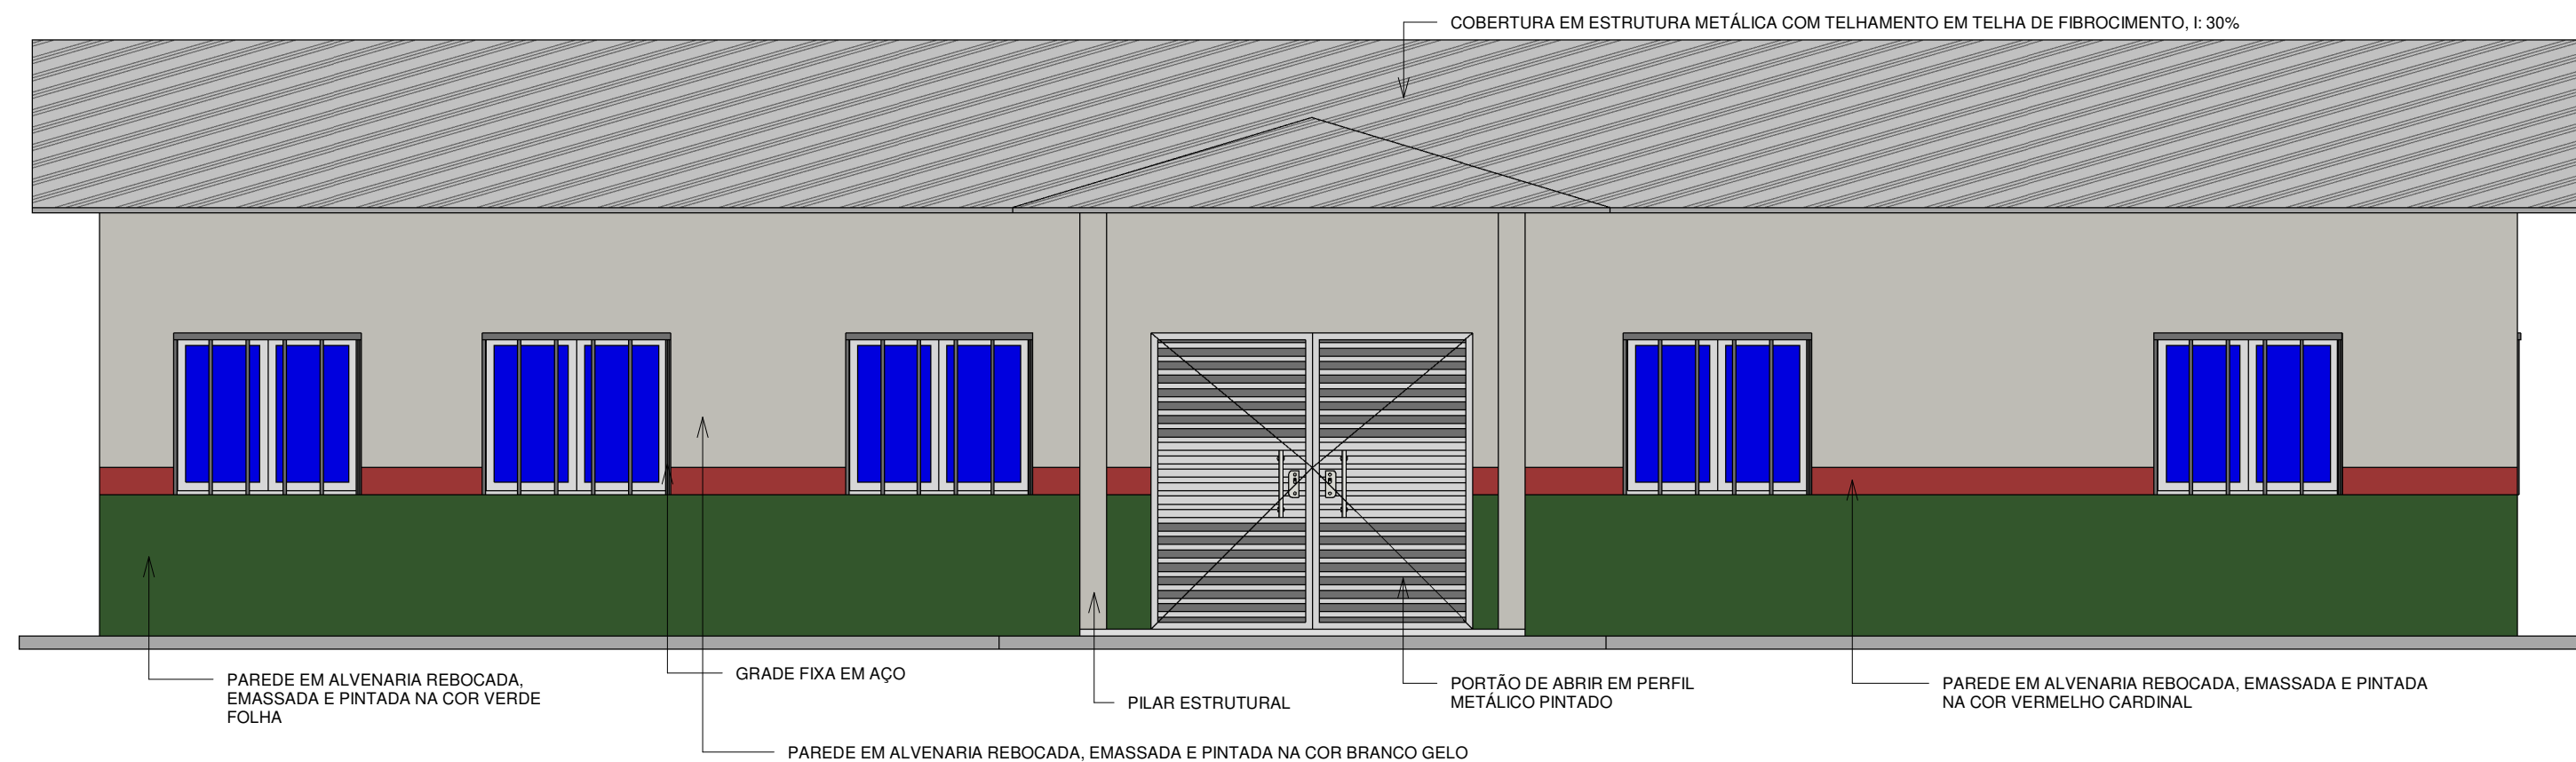 COBERTURA EM ESTRUTURA METÁLICA COM TELHAMENTO EM TELHA DE FIBROCIMENTO, I: 30%
PAREDE EM ALVENARIA REBOCADA,
EMASSADA E PINTADA NA COR VERDE
FOLHA
GRADE FIXA EM AÇO
PAREDE EM ALVENARIA REBOCADA, EMASSADA E PINTADA NA COR BRANCO GELO
PILAR ESTRUTURAL
PORTÃO DE ABRIR EM PERFIL
METÁLICO PINTADO
PAREDE EM ALVENARIA REBOCADA, EMASSADA E PINTADA
NA COR VERMELHO CARDINAL